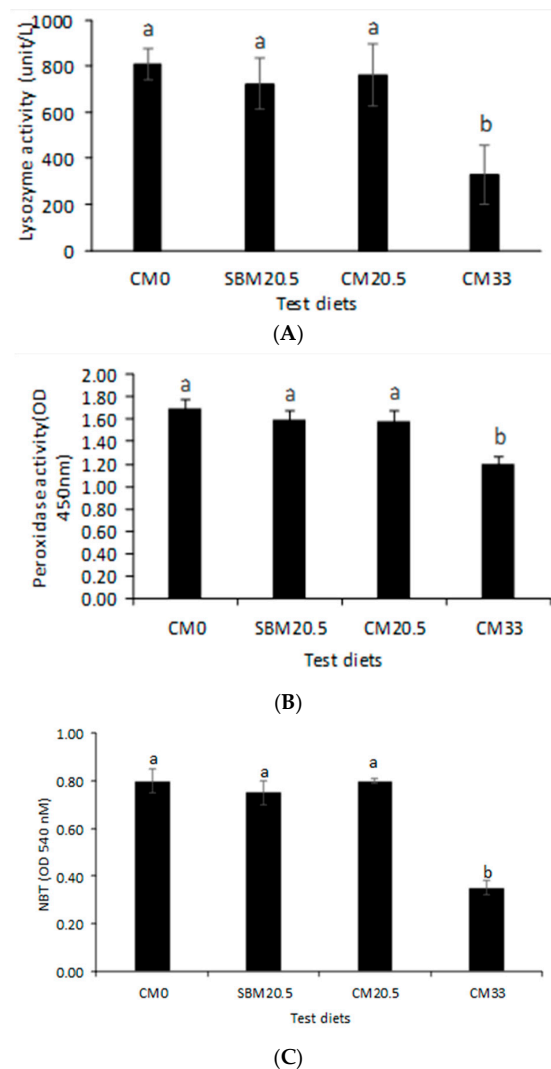 1000
800
600
400
200
0
Lysozyme activity (unit/L)
a a a b
CM0 SBM20.5 CM20.5 CM33
Test diets
(A)
2.00
1.80
1.60
1.40
1.20
1.00
0.80
0.60
0.40
0.20
0.00
Peroxidase activity(OD
450nm)
a a a b
CM0 SBM20.5 CM20.5 CM33
Test diets
(B)
1.00
0.80
0.60
0.40
0.20
0.00
NBT (OD 540 nM)
a a a b
CM0 SBM20.5 CM20.5 CM33
Test diets
(C)